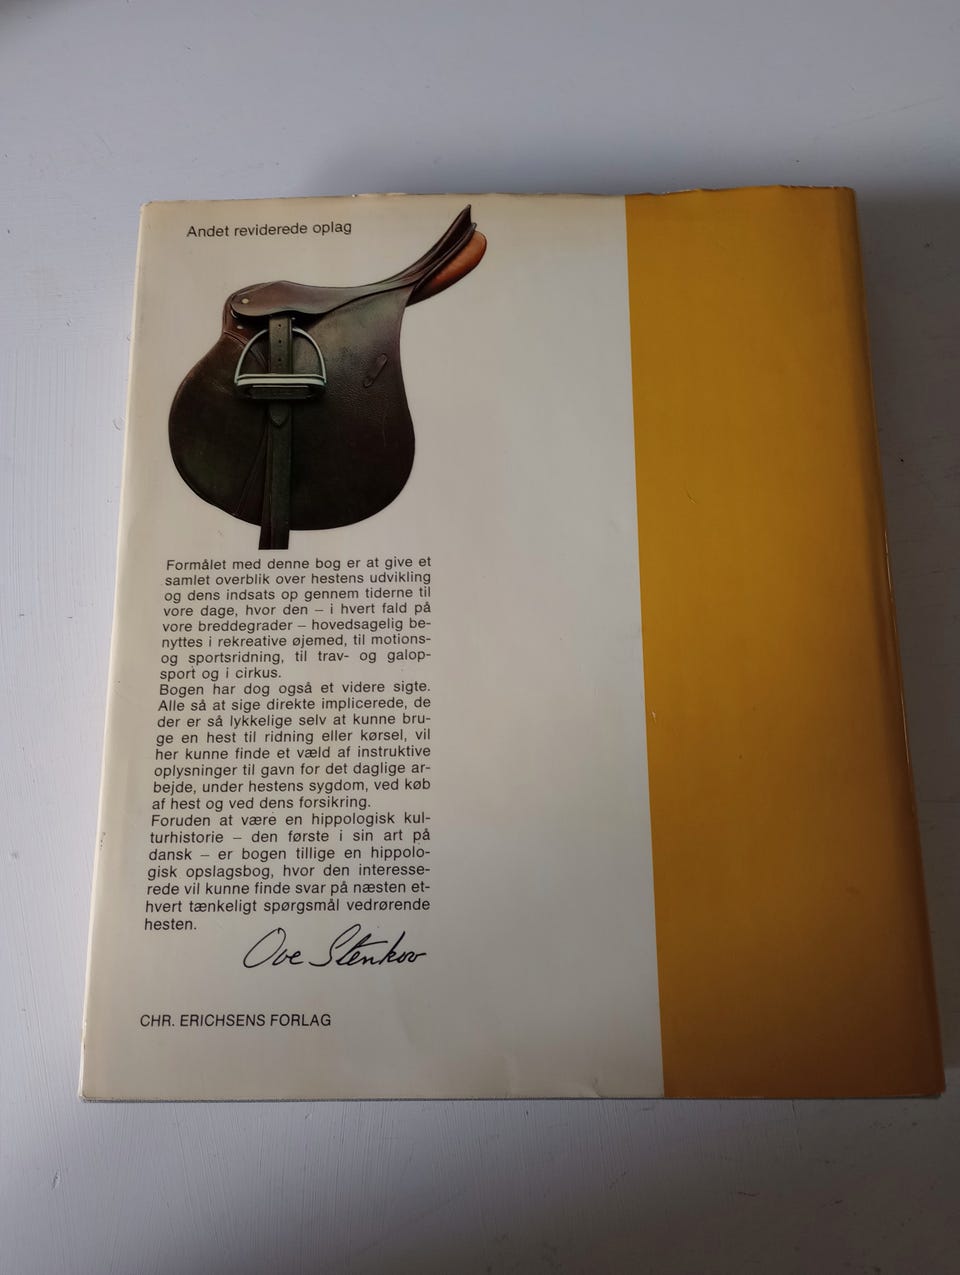 Andet reviderede oplag
Formålet med denne bog er at give et
samlet overblik over hestens udvikling
og dens indsats op gennem tiderne til
vore dage, hvor den – i hvert fald på
vore breddegrader – hovedsagelig be-
nyttes i rekreative øjemed, til motions-
og sportsridning, til trav- og galop-
sport og i cirkus.
Bogen har dog også et videre sigte.
Alle så at sige direkte implicerede, de
der er så lykkelige selv at kunne bru-
ge en hest til ridning eller kørsel, vil
her kunne finde et væld af instruktive
oplysninger til gavn for det daglige ar-
bejde, under hestens sygdom, ved køb
af hest og ved dens forsikring.
Foruden at være en hippologisk kul-
turhistorie – den første i sin art på
dansk – er bogen tillige en hippolo-
gisk opslagsbog, hvor den interesse-
rede vil kunne finde svar på næsten et-
hvert tænkeligt spørgsmål vedrørende
hesten.
Ove Stenkov
CHR. ERICHSENS FORLAG